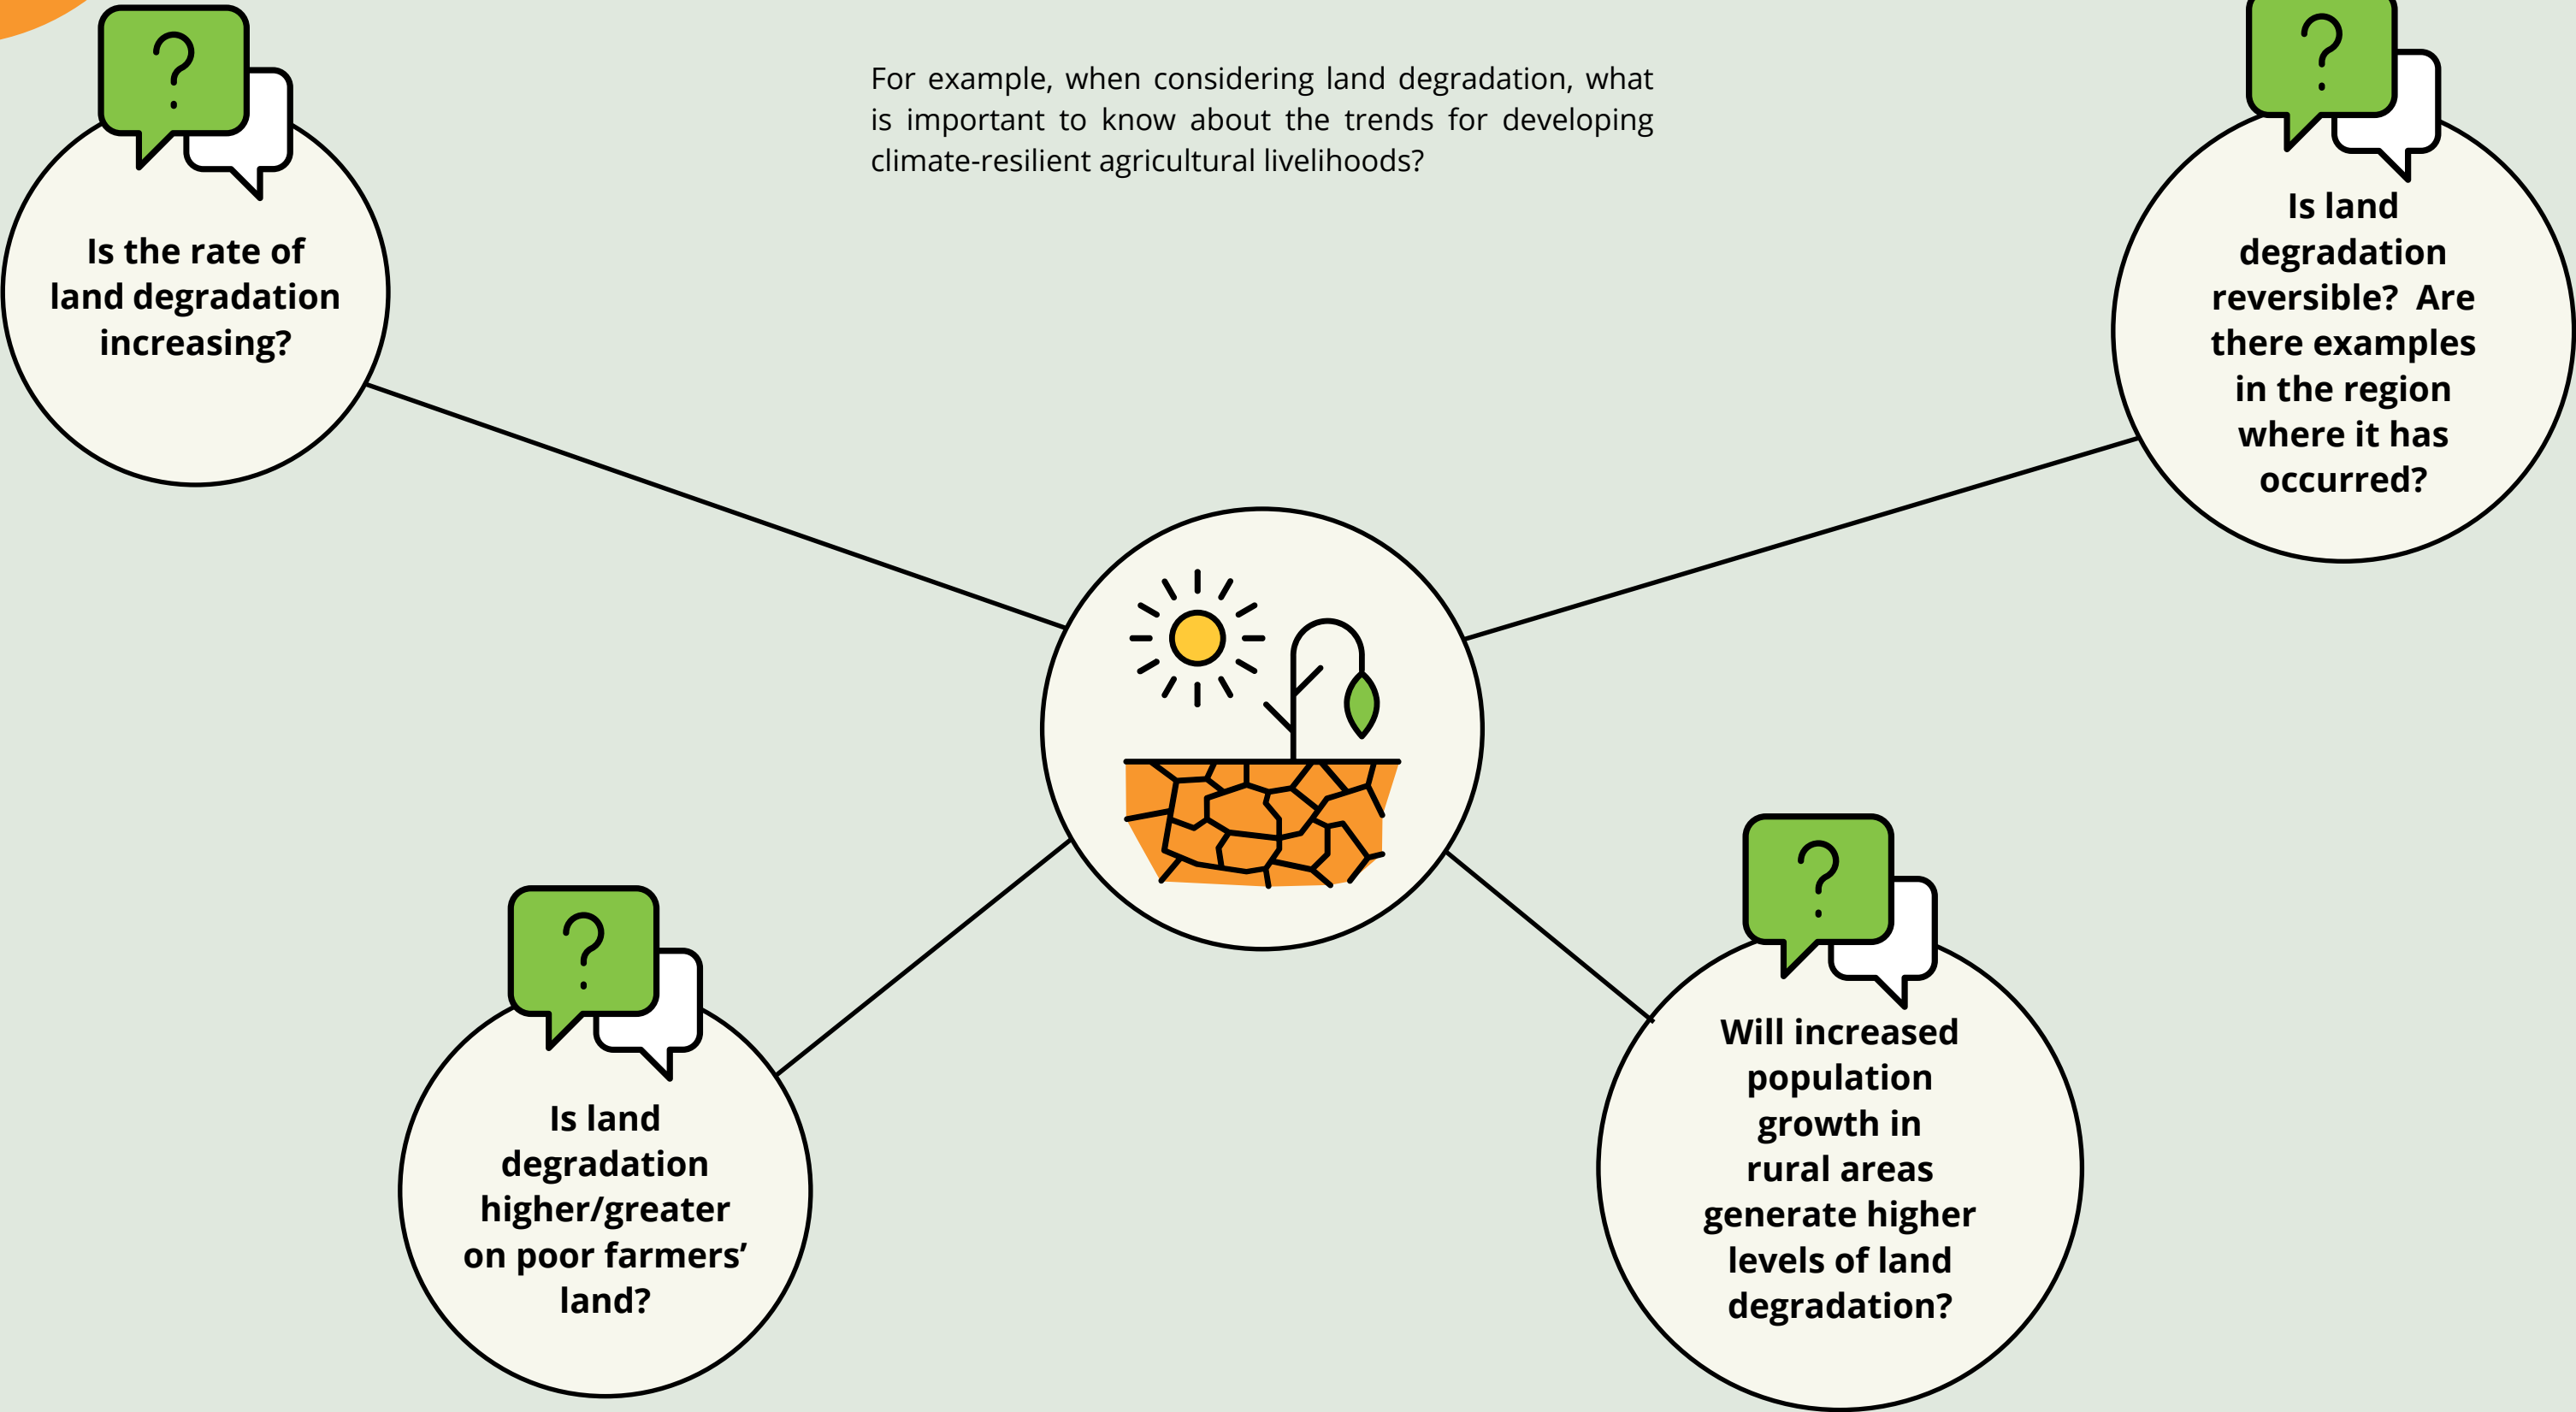 For example, when considering land degradation, what
is important to know about the trends for developing
climate-resilient agricultural livelihoods?
?
Is the rate of
land degradation
increasing?
?
Is land
degradation
reversible?  Are
there examples
in the region
where it has
occurred?
?
Is land
degradation
higher/greater
on poor farmers’
land?
?
Will increased
population
growth in
rural areas
generate higher
levels of land
degradation?